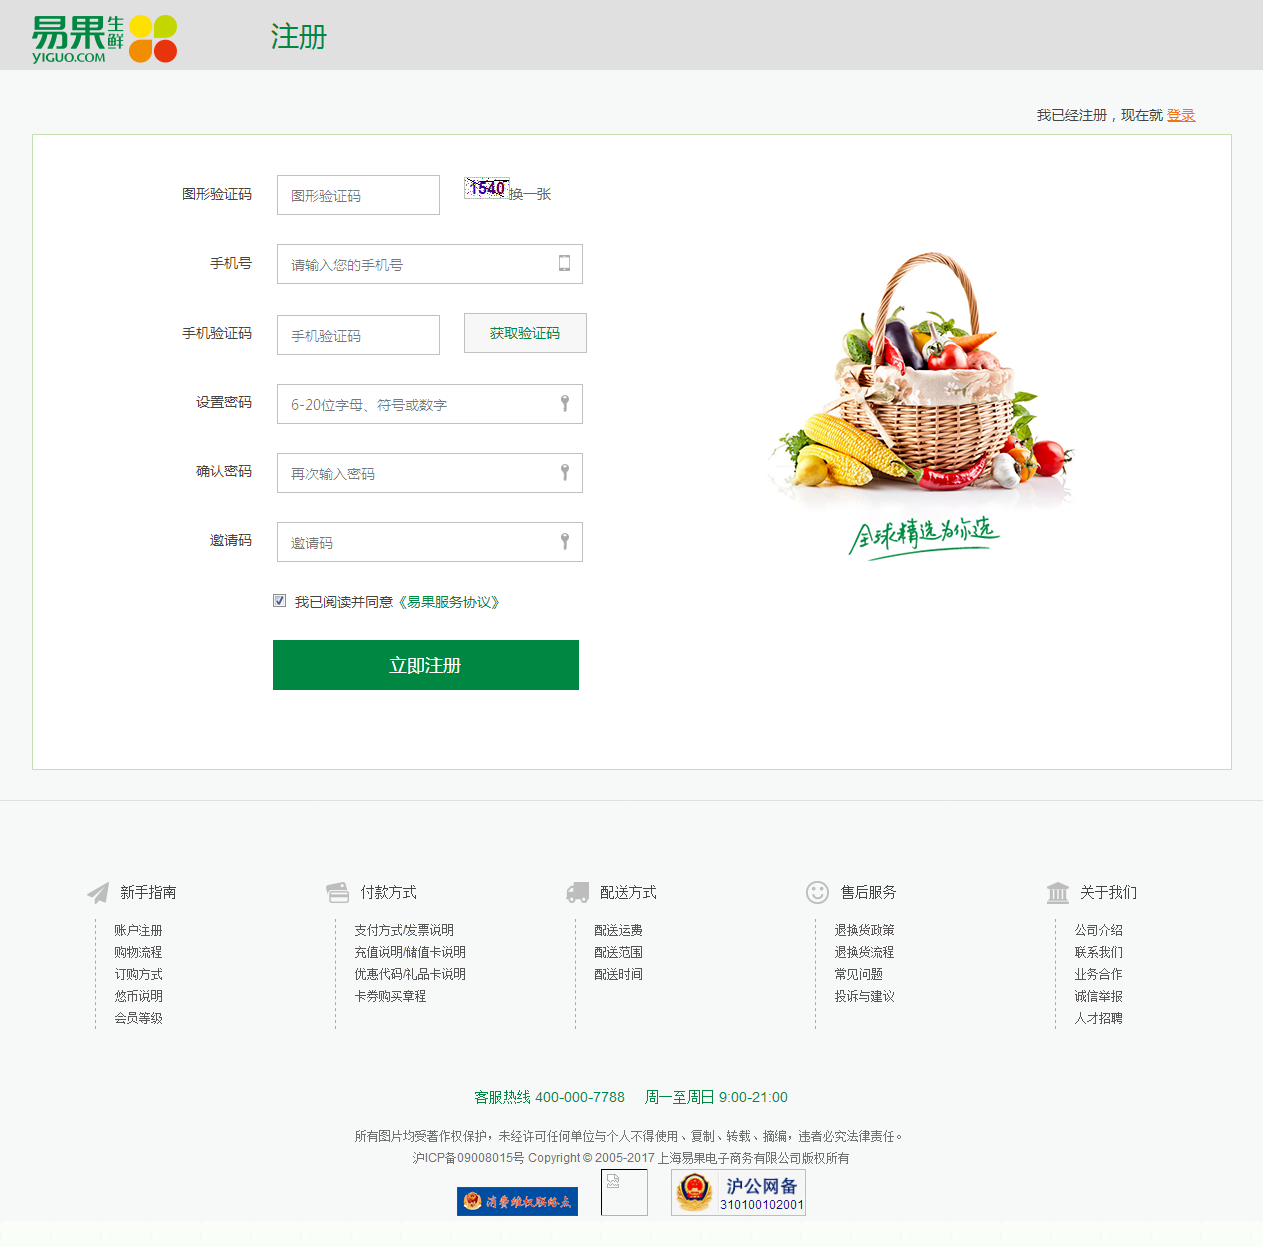 易果生鲜
YIGUO.COM
注册
我已经注册，现在就 登录
图形验证码 图形验证码 1540 换一张
手机号 请输入您的手机号
手机验证码 手机验证码 获取验证码
设置密码 6-20位字母、符号或数字
确认密码 再次输入密码
邀请码 邀请码
全球精选为你选
我已阅读并同意《易果服务协议》
立即注册
新手指南
账户注册
购物流程
订购方式
悠币说明
会员等级
付款方式
支付方式/发票说明
充值说明/储值卡说明
优惠代码/礼品卡说明
卡券购买章程
配送方式
配送运费
配送范围
配送时间
售后服务
退换货政策
退换货流程
常见问题
投诉与建议
关于我们
公司介绍
联系我们
业务合作
诚信举报
人才招聘
客服热线 400-000-7788 周一至周日 9:00-21:00
所有图片均受著作权保护，未经许可任何单位与个人不得使用、复制、转载、摘编，违者必究法律责任。
沪ICP备09008015号 Copyright © 2005-2017 上海易果电子商务有限公司版权所有
消费维权联络点
沪公网备
310100102001